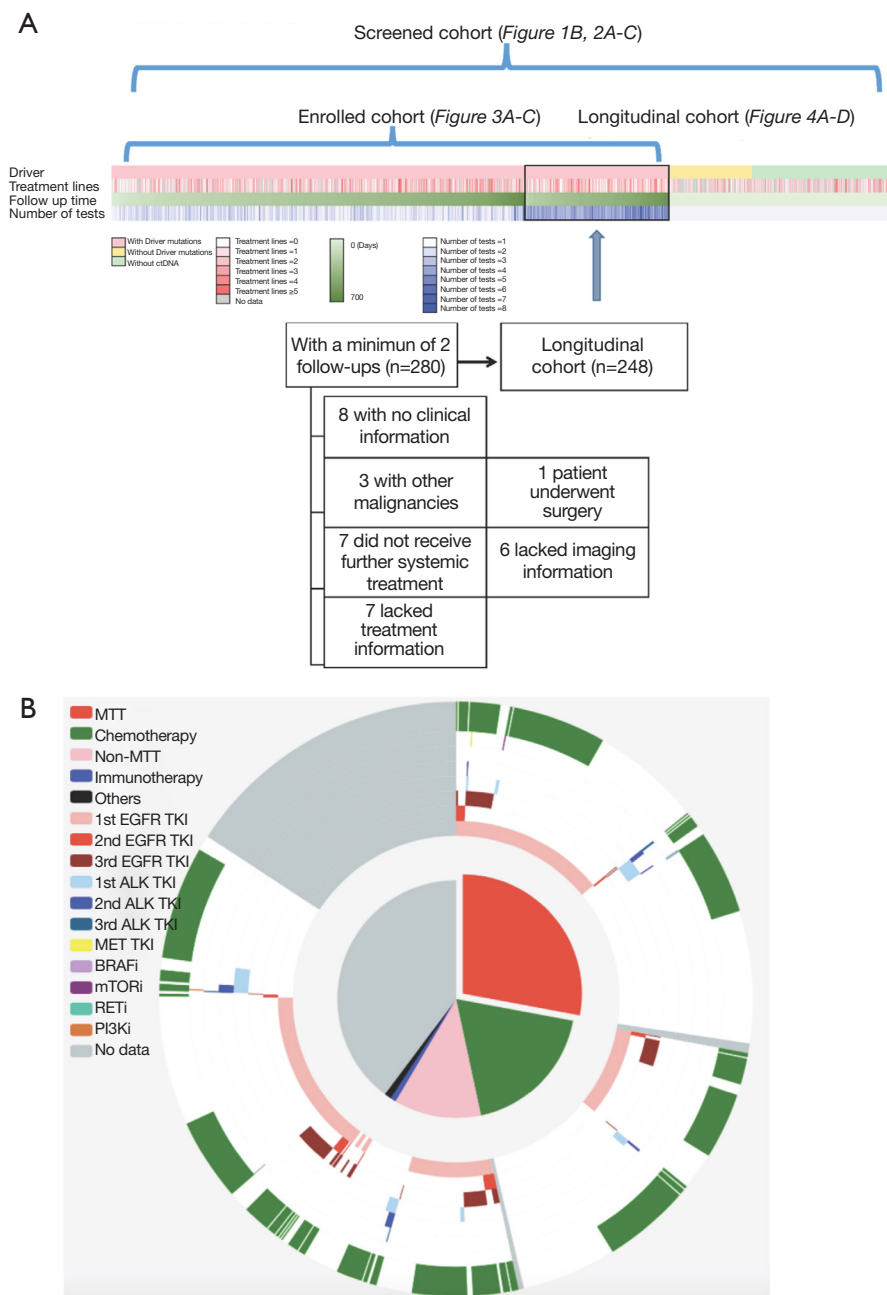 A
Screened cohort (Figure 1B, 2A-C)
Enrolled cohort (Figure 3A-C)
Longitudinal cohort (Figure 4A-D)
Driver
Treatment lines
Follow up time
Number of tests
With Driver mutations
Without Driver mutations
Without ctDNA
Treatment lines =0
Treatment lines =1
Treatment lines =2
Treatment lines =3
Treatment lines =4
Treatment lines ≥5
No data
0 (Days)
700
Number of tests =1
Number of tests =2
Number of tests =3
Number of tests =4
Number of tests =5
Number of tests =6
Number of tests =7
Number of tests =8
With a minimun of 2
follow-ups (n=280)
Longitudinal
cohort (n=248)
8 with no clinical
information
3 with other
malignancies
1 patient
underwent
surgery
7 did not receive
further systemic
treatment
6 lacked imaging
information
7 lacked
treatment
information
B
MTT
Chemotherapy
Non-MTT
Immunotherapy
Others
1st EGFR TKI
2nd EGFR TKI
3rd EGFR TKI
1st ALK TKI
2nd ALK TKI
3rd ALK TKI
MET TKI
BRAFi
mTORi
RETi
PI3Ki
No data